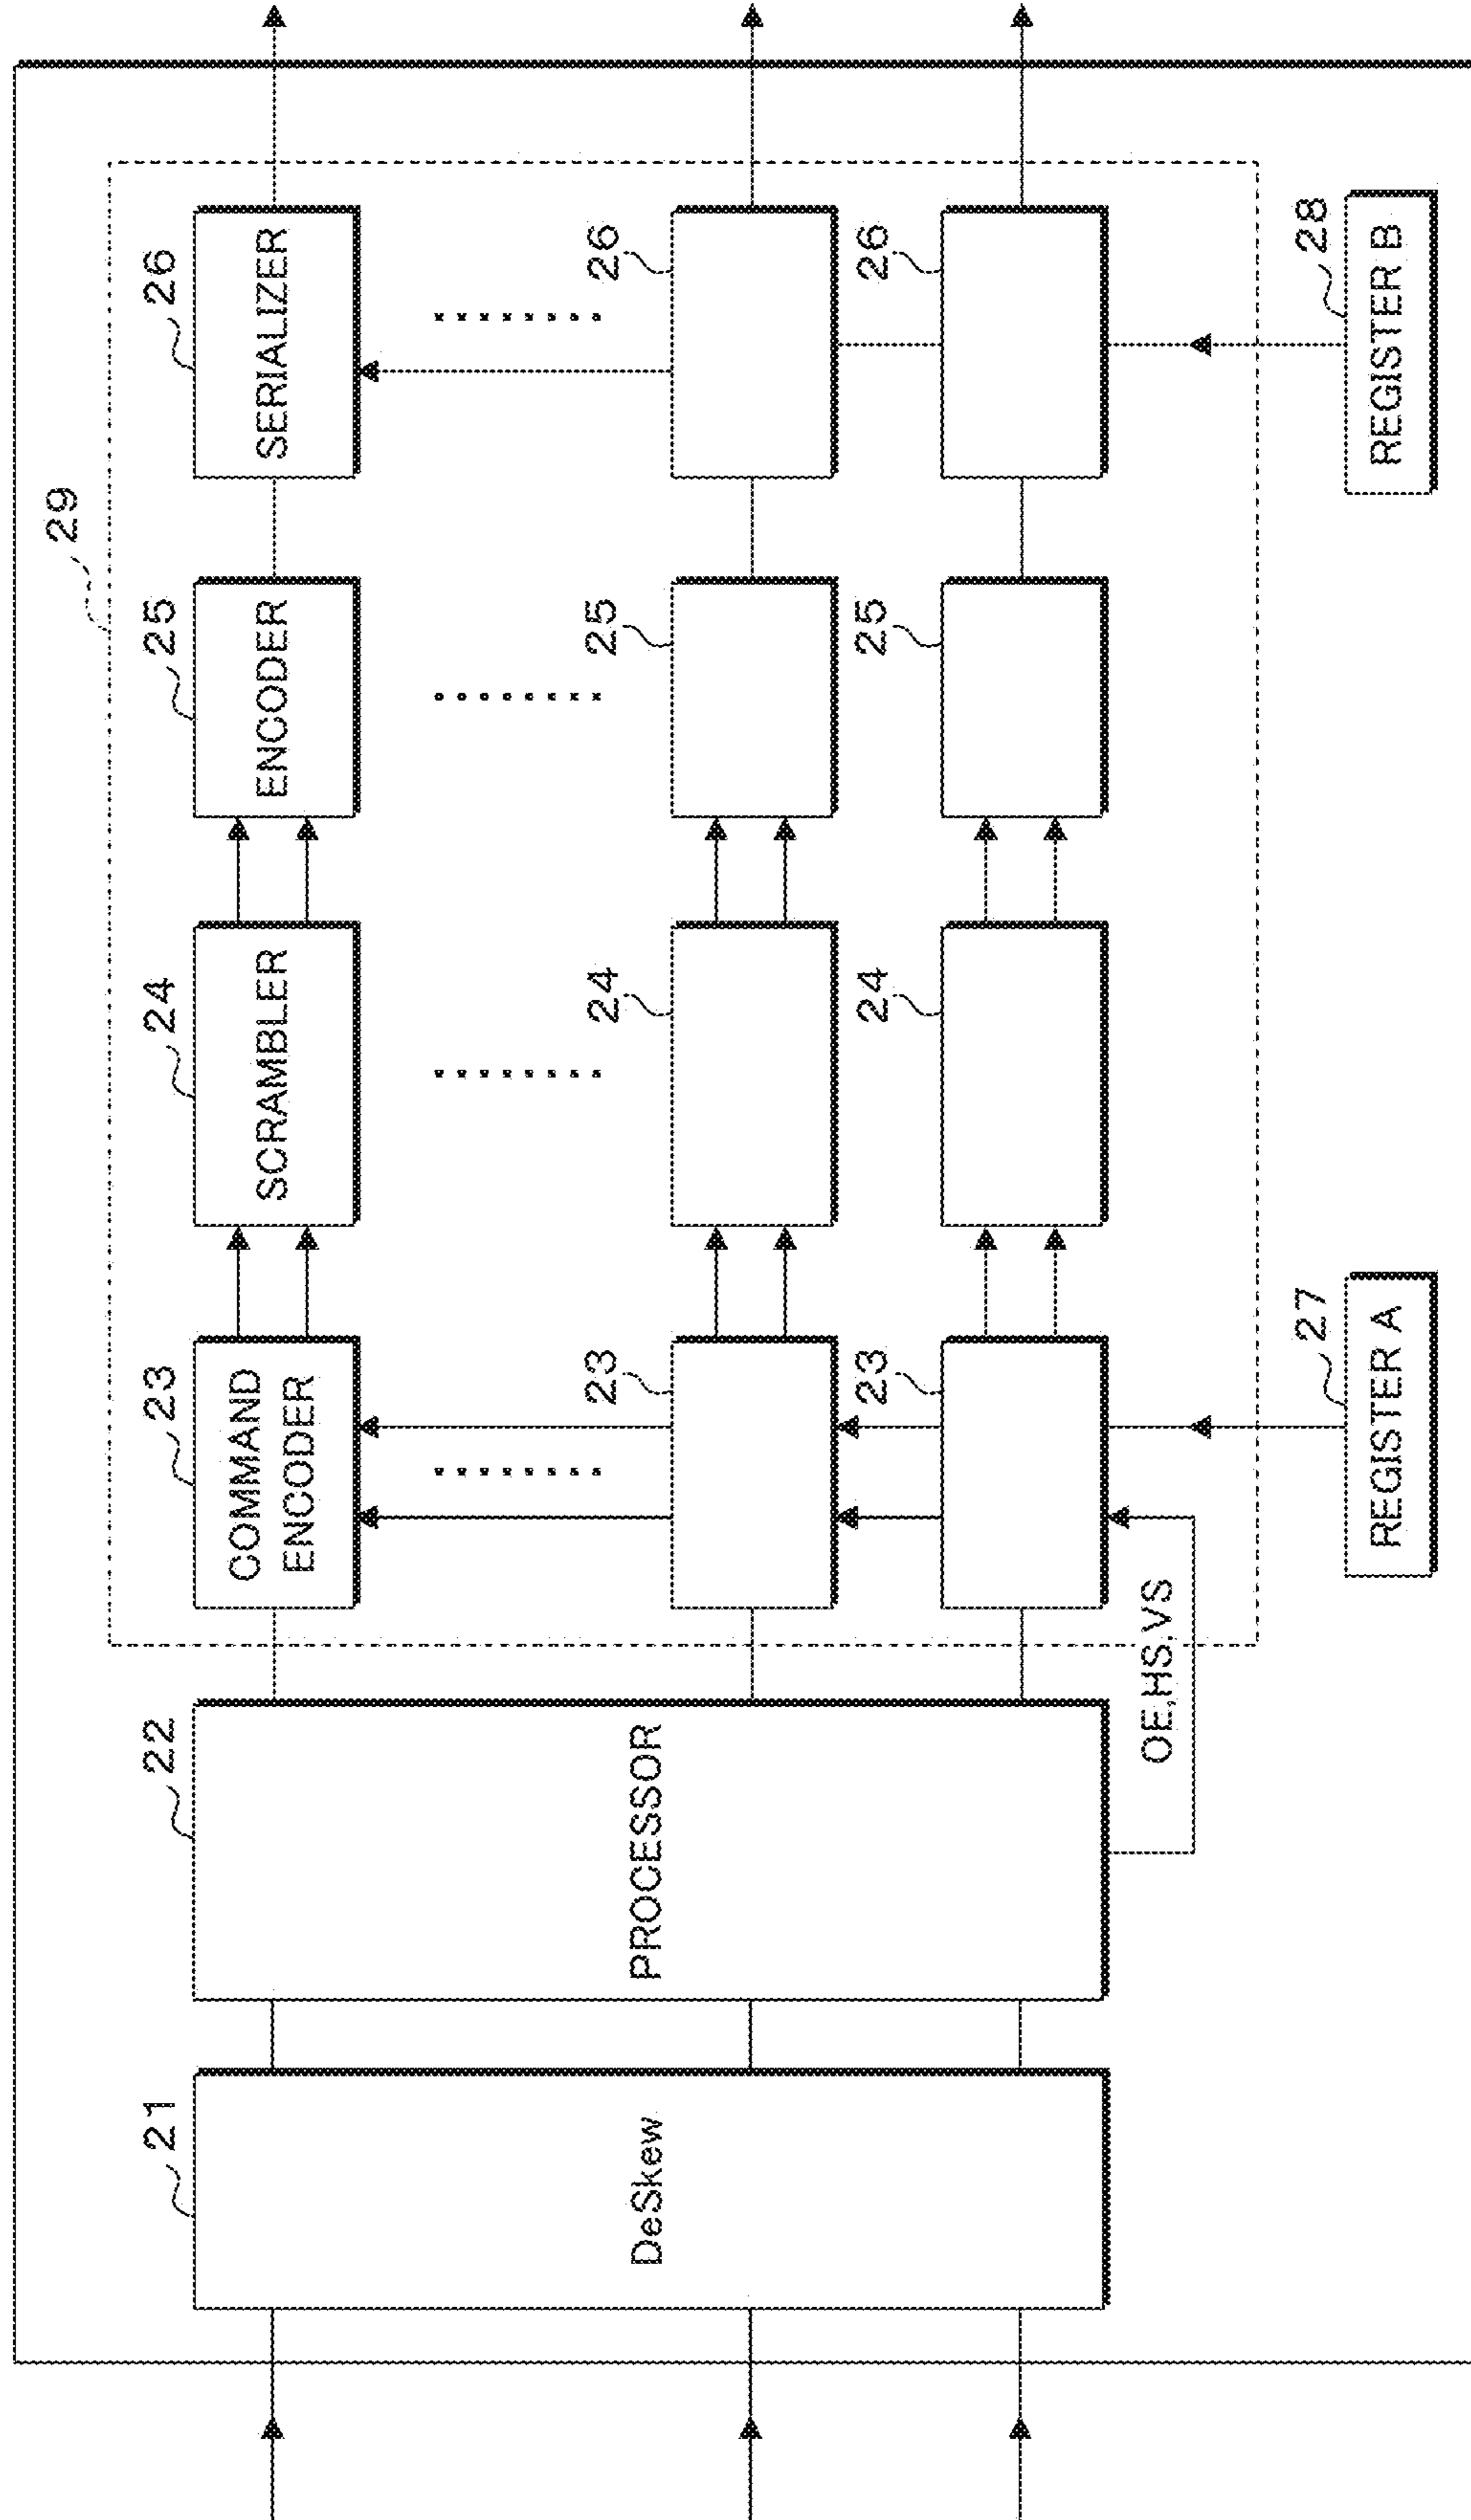 29
21
DeSkew
22
PROCESSOR
OE,HS,VS
23
COMMAND
ENCODER
24
SCRAMBLER
25
ENCODER
26
SERIALIZER
23
24
25
26
23
24
25
26
27
REGISTER A
28
REGISTER B